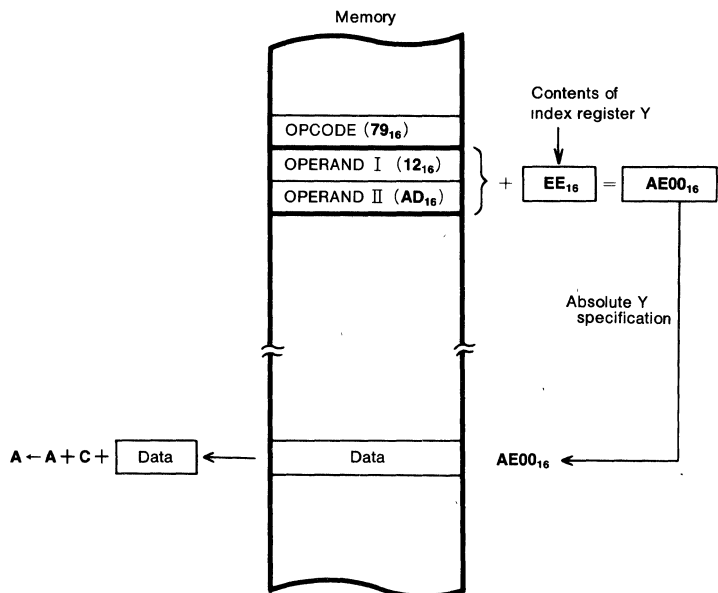 Memory
Contents of
index register Y
OPCODE (79₁₆)
OPERAND Ⅰ (12₁₆)
OPERAND Ⅱ (AD₁₆)
+ EE₁₆ = AE00₁₆
Absolute Y
specification
A ← A + C + Data
Data
AE00₁₆